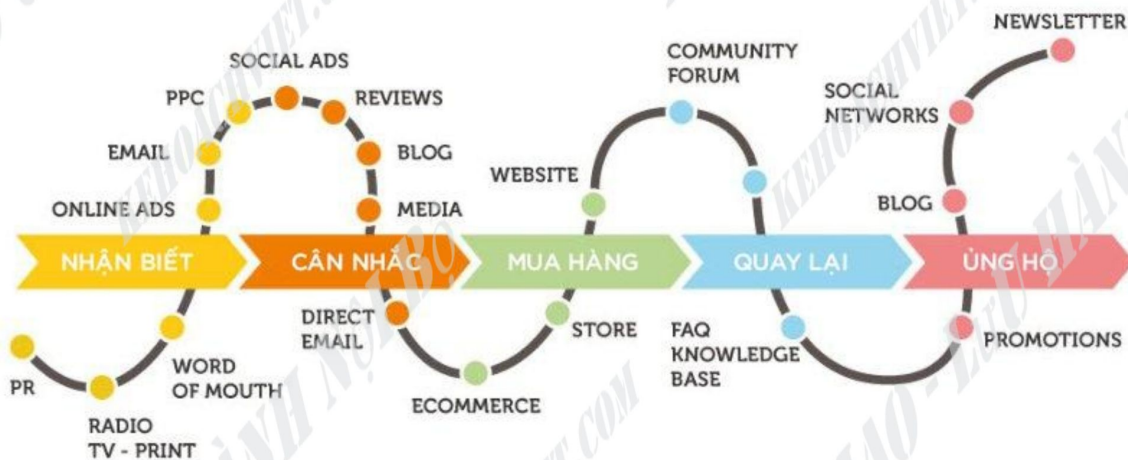 NEWSLETTER
SOCIAL ADS
COMMUNITY
FORUM
PPC
REVIEWS
SOCIAL
NETWORKS
EMAIL
BLOG
WEBSITE
ONLINE ADS
MEDIA
BLOG
NHẬN BIẾT
CÂN NHẮC
MUA HÀNG
QUAY LẠI
ỦNG HỘ
DIRECT
EMAIL
STORE
FAQ
KNOWLEDGE
BASE
PROMOTIONS
PR
WORD
OF MOUTH
ECOMMERCE
RADIO
TV - PRINT